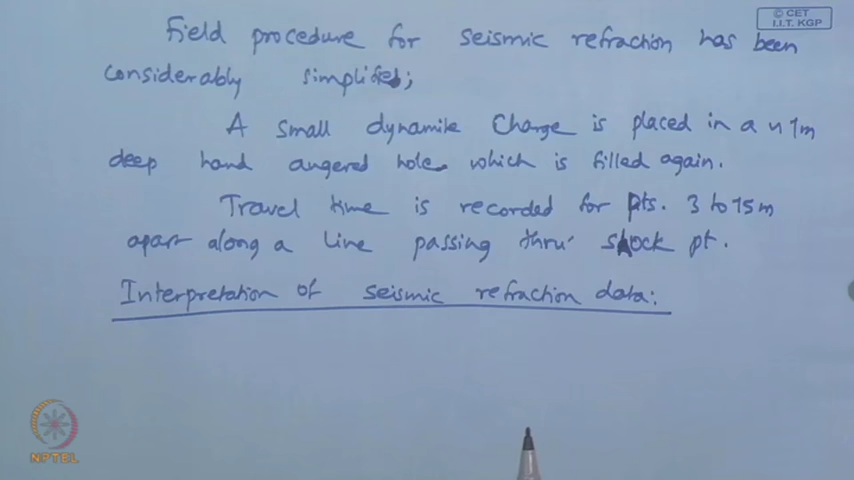 © CET
I.I.T. KGP
Field procedure for seismic refraction has been
considerably simplified;
A small dynamite charge is placed in a ~ 1m
deep hand augered hole which is filled again.
Travel time is recorded for pts. 3 to 15m
apart along a line passing thru' shock pt.
Interpretation of seismic refraction data:
NPTEL